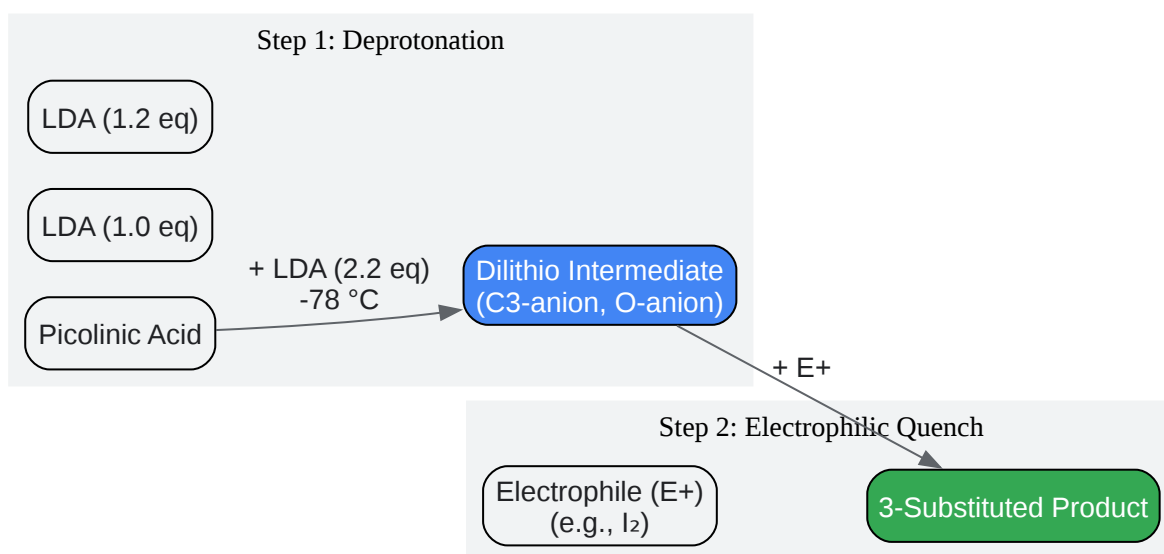 Step 1: Deprotonation
LDA (1.2 eq)
LDA (1.0 eq)
Picolinic Acid
+ LDA (2.2 eq)
-78 °C
Dilithio Intermediate
(C3-anion, O-anion)
+ E+
Step 2: Electrophilic Quench
Electrophile (E+)
(e.g., I₂)
3-Substituted Product